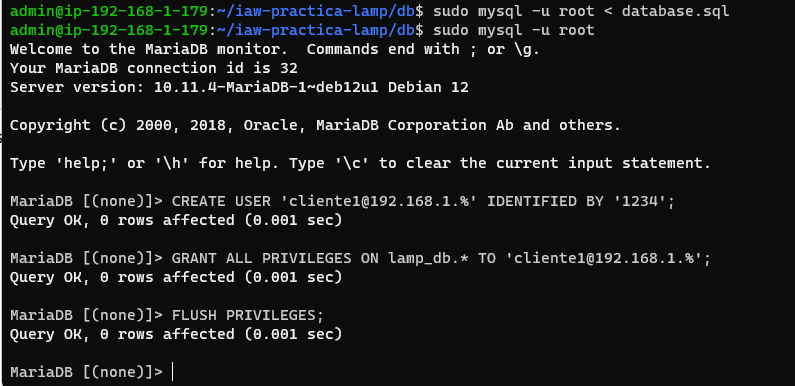 admin@ip-192-168-1-179:~/iaw-practica-lamp/db$ sudo mysql -u root < database.sql
admin@ip-192-168-1-179:~/iaw-practica-lamp/db$ sudo mysql -u root
Welcome to the MariaDB monitor.  Commands end with ; or \g.
Your MariaDB connection id is 32
Server version: 10.11.4-MariaDB-1~deb12u1 Debian 12
Copyright (c) 2000, 2018, Oracle, MariaDB Corporation Ab and others.
Type 'help;' or '\h' for help. Type '\c' to clear the current input statement.
MariaDB [(none)]> CREATE USER 'cliente1@192.168.1.%' IDENTIFIED BY '1234';
Query OK, 0 rows affected (0.001 sec)
MariaDB [(none)]> GRANT ALL PRIVILEGES ON lamp_db.* TO 'cliente1@192.168.1.%';
Query OK, 0 rows affected (0.001 sec)
MariaDB [(none)]> FLUSH PRIVILEGES;
Query OK, 0 rows affected (0.001 sec)
MariaDB [(none)]>